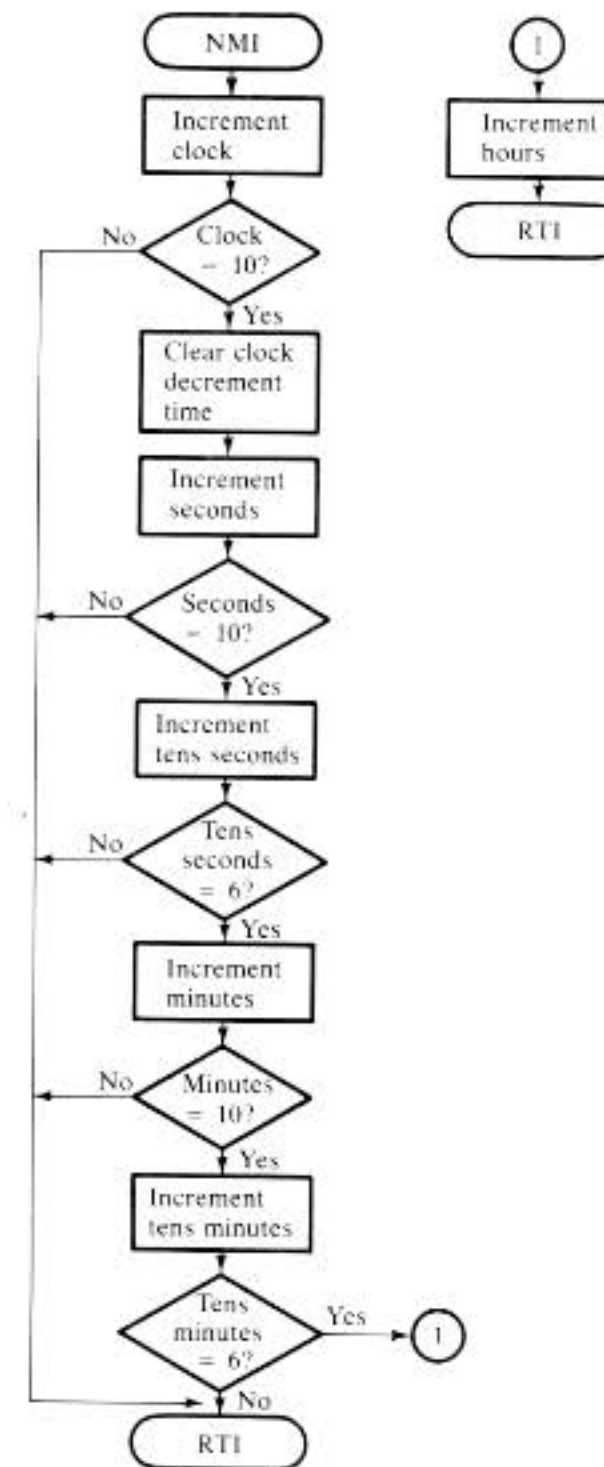 NMI
Increment
clock
Clock
= 10?
No
Yes
Clear clock
decrement
time
Increment
seconds
Seconds
= 10?
No
Yes
Increment
tens seconds
Tens
seconds
= 6?
No
Yes
Increment
minutes
Minutes
= 10?
No
Yes
Increment
tens minutes
Tens
minutes
= 6?
Yes
1
No
RTI
1
Increment
hours
RTI